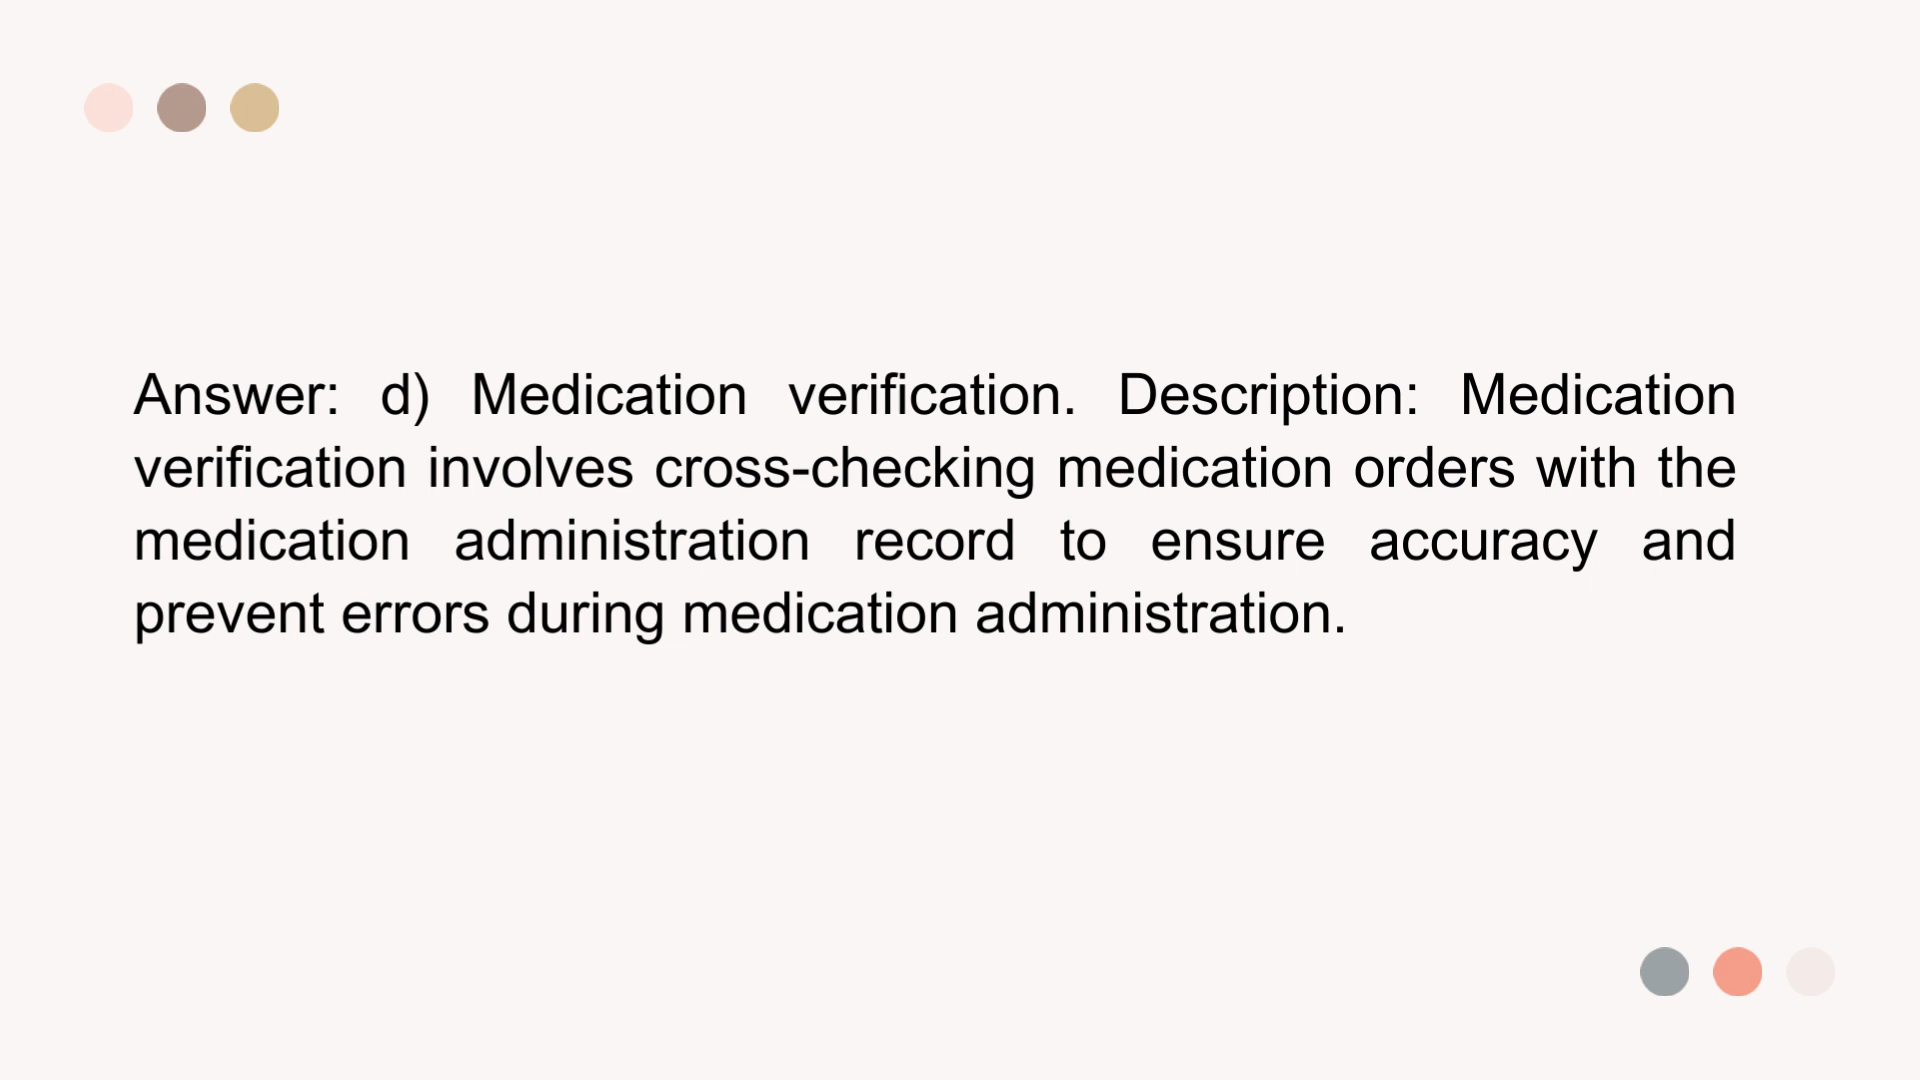 Answer: d) Medication verification. Description: Medication
verification involves cross-checking medication orders with the
medication administration record to ensure accuracy and
prevent errors during medication administration.